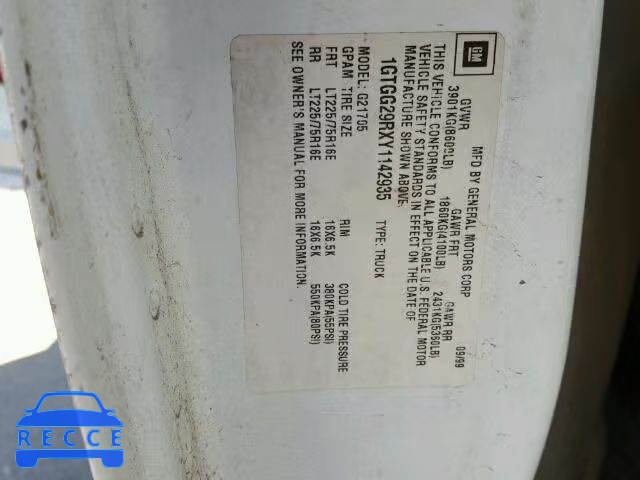 GM
MFD BY GENERAL MOTORS CORP 09/99
GVWR GAWR FRT GAWR RR
3901KG(8600LB) 1860KG(4100LB) 2431KG(5360LB)
THIS VEHICLE CONFORMS TO ALL APPLICABLE U.S. FEDERAL MOTOR
VEHICLE SAFETY STANDARDS IN EFFECT ON THE DATE OF
MANUFACTURE SHOWN ABOVE.
1GTGG29RXY1142935 TYPE: TRUCK
MODEL: G21705
GPAM TIRE SIZE RIM COLD TIRE PRESSURE
FRT LT225/75R16E 16X6.5K 380KPA(55PSI)
RR LT225/75R16E 16X6.5K 550KPA(80PSI)
SEE OWNER'S MANUAL FOR MORE INFORMATION.
RECCE